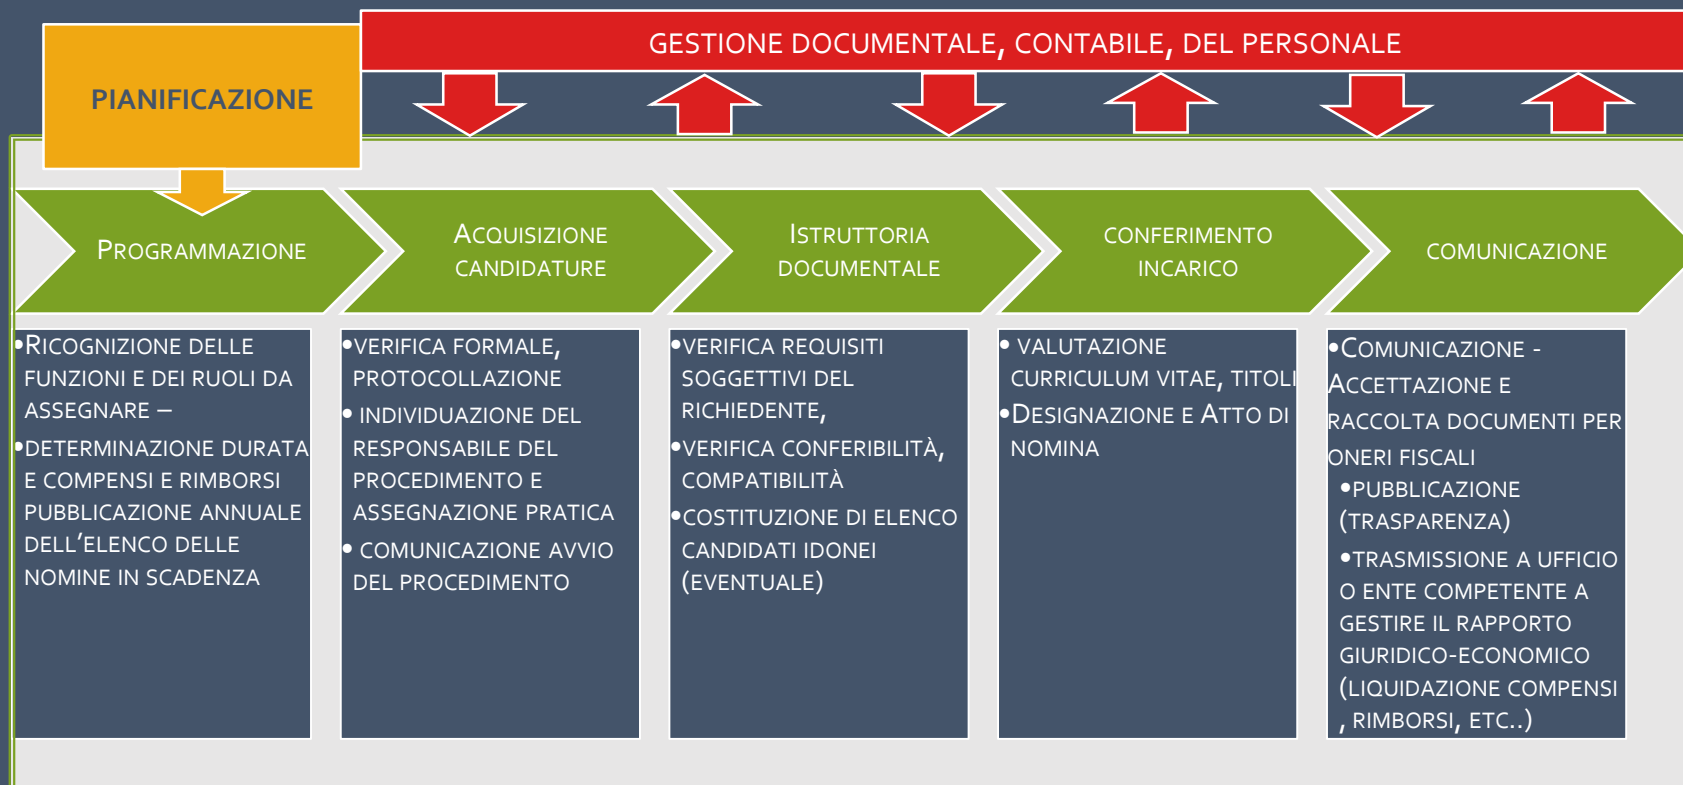 GESTIONE DOCUMENTALE, CONTABILE, DEL PERSONALE
PIANIFICAZIONE
PROGRAMMAZIONE
ACQUISIZIONE
CANDIDATURE
ISTRUTTORIA
DOCUMENTALE
CONFERIMENTO
INCARICO
COMUNICAZIONE
•RICOGNIZIONE DELLE
FUNZIONI E DEI RUOLI DA
ASSEGNARE –
•DETERMINAZIONE DURATA
E COMPENSI E RIMBORSI
PUBBLICAZIONE ANNUALE
DELL'ELENCO DELLE
NOMINE IN SCADENZA
•VERIFICA FORMALE,
PROTOCOLLAZIONE
• INDIVIDUAZIONE DEL
RESPONSABILE DEL
PROCEDIMENTO E
ASSEGNAZIONE PRATICA
• COMUNICAZIONE AVVIO
DEL PROCEDIMENTO
•VERIFICA REQUISITI
SOGGETTIVI DEL
RICHIEDENTE,
•VERIFICA CONFERIBILITÀ,
COMPATIBILITÀ
•COSTITUZIONE DI ELENCO
CANDIDATI IDONEI
(EVENTUALE)
• VALUTAZIONE
CURRICULUM VITAE, TITOLI
•DESIGNAZIONE E ATTO DI
NOMINA
•COMUNICAZIONE -
ACCETTAZIONE E
RACCOLTA DOCUMENTI PER
ONERI FISCALI
•PUBBLICAZIONE
(TRASPARENZA)
•TRASMISSIONE A UFFICIO
O ENTE COMPETENTE A
GESTIRE IL RAPPORTO
GIURIDICO-ECONOMICO
(LIQUIDAZIONE COMPENSI
, RIMBORSI, ETC..)